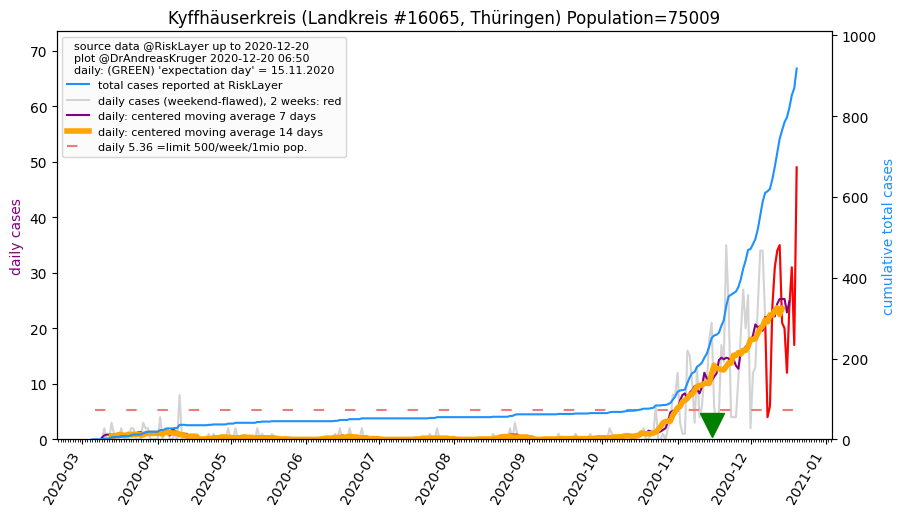 Kyffhäuserkreis (Landkreis #16065, Thüringen) Population=75009
source data @RiskLayer up to 2020-12-20
plot @DrAndreasKruger 2020-12-20 06:50
daily: (GREEN) 'expectation day' = 15.11.2020
total cases reported at RiskLayer
daily cases (weekend-flawed), 2 weeks: red
daily: centered moving average 7 days
daily: centered moving average 14 days
daily 5.36 =limit 500/week/1mio pop.
daily cases
70
60
50
40
30
20
10
0
cumulative total cases
1000
800
600
400
200
0
2020-03
2020-04
2020-05
2020-06
2020-07
2020-08
2020-09
2020-10
2020-11
2020-12
2021-01